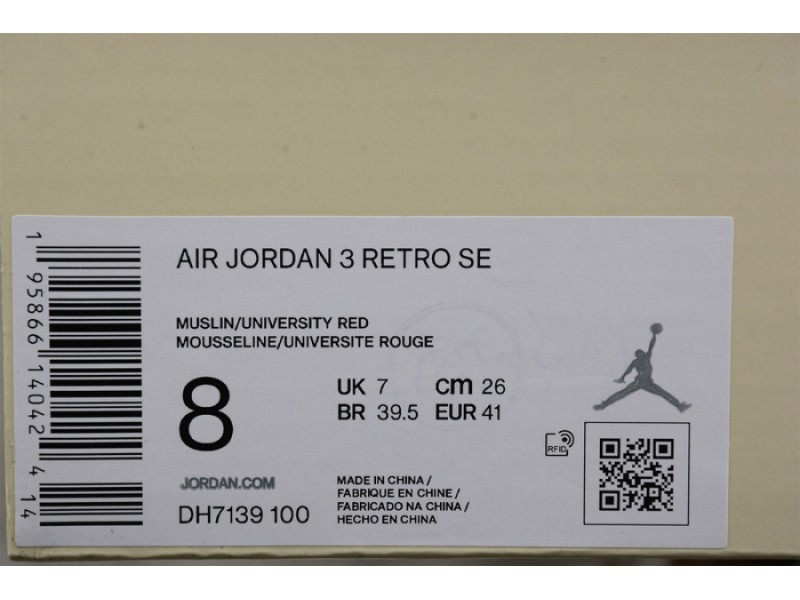 AIR JORDAN 3 RETRO SE
MUSLIN/UNIVERSITY RED
MOUSSELINE/UNIVERSITE ROUGE
8
UK 7 cm 26
BR 39.5 EUR 41
RFID
JORDAN.COM
DH7139 100
MADE IN CHINA /
FABRIQUE EN CHINE /
FABRICADO NA CHINA /
HECHO EN CHINA
1 95866 14042 4 14